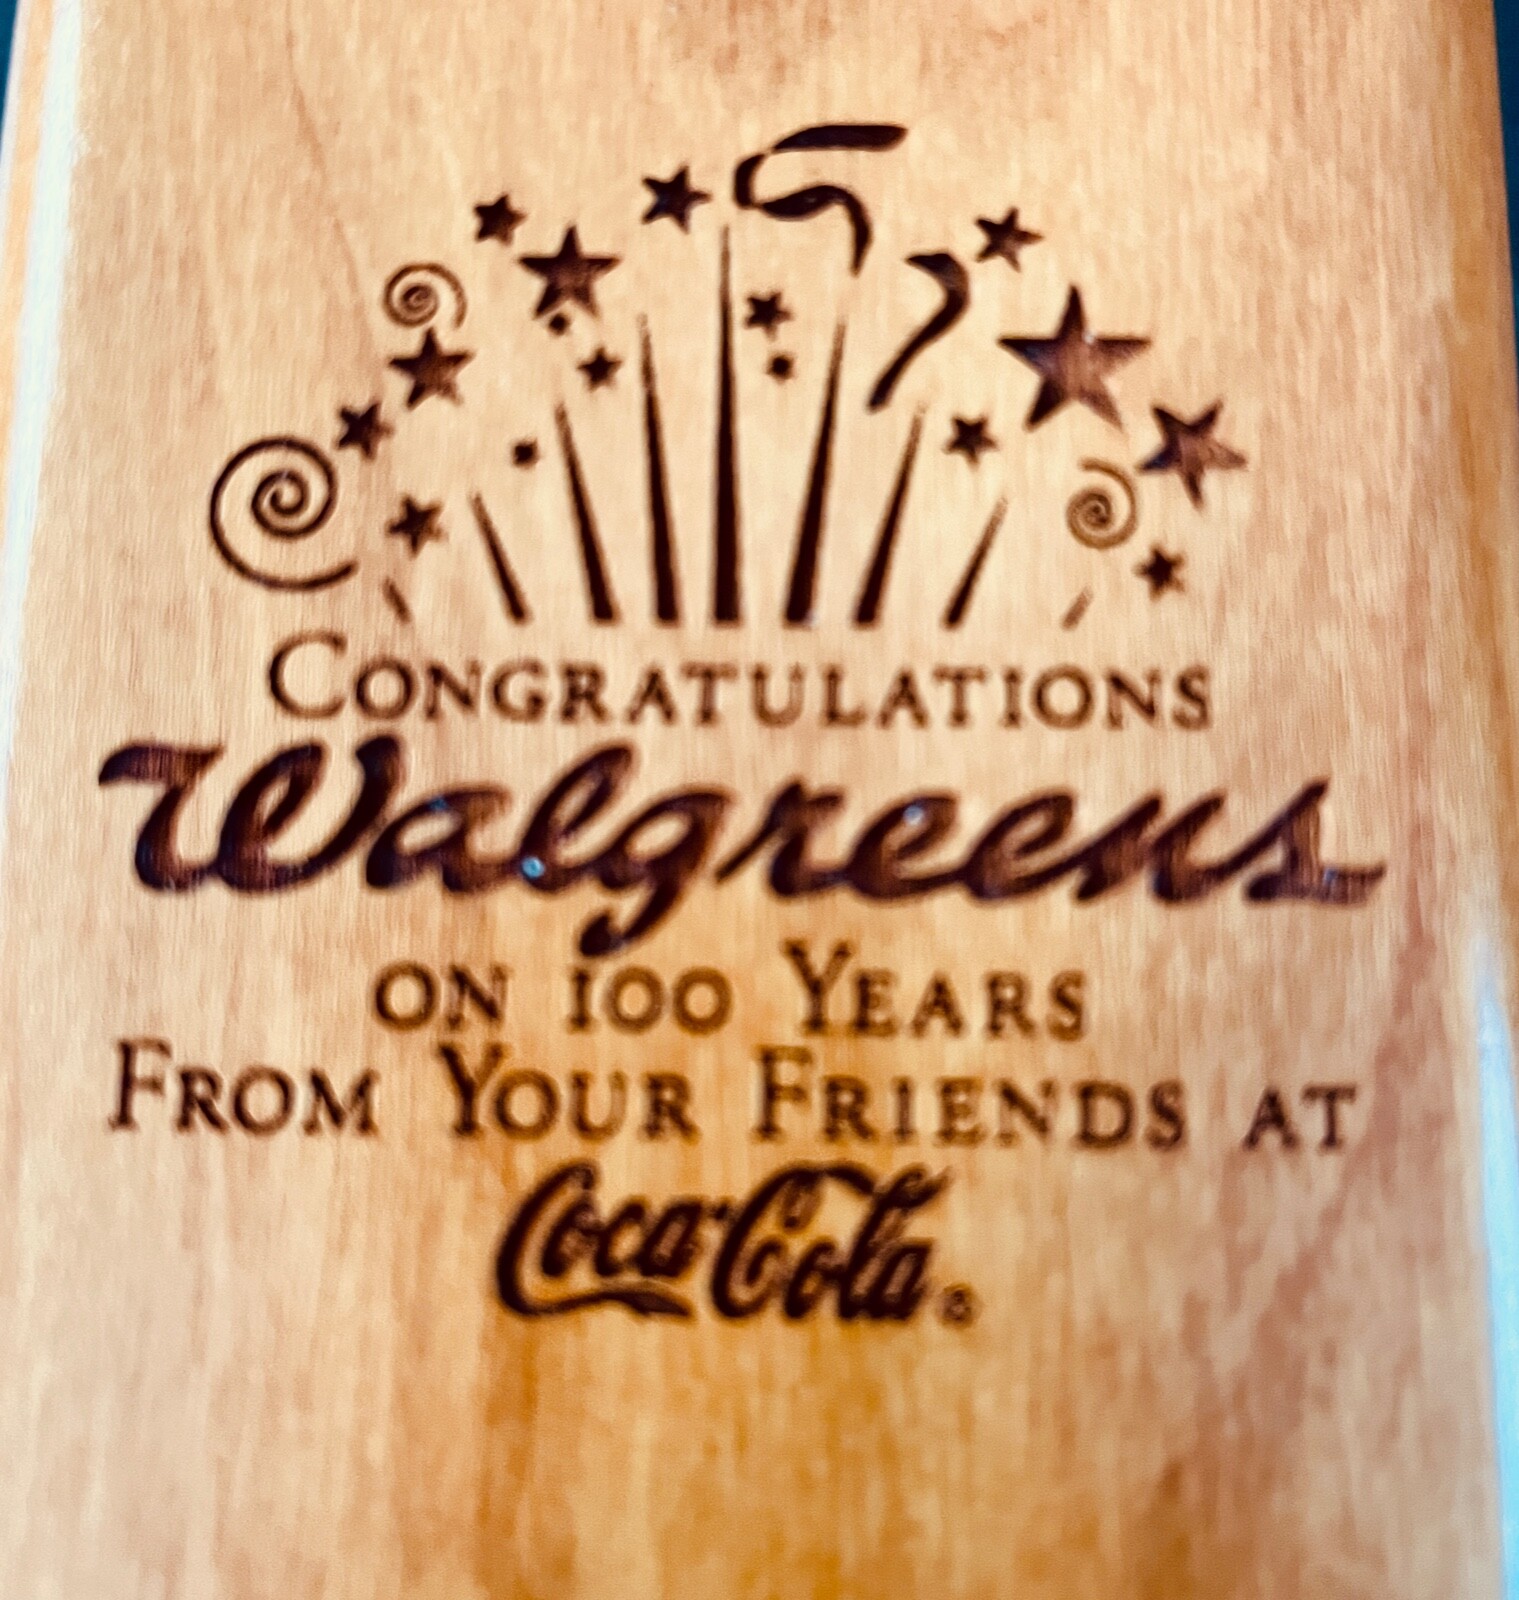 CONGRATULATIONS
Walgreens
ON 100 YEARS
FROM YOUR FRIENDS AT
Coca-Cola®